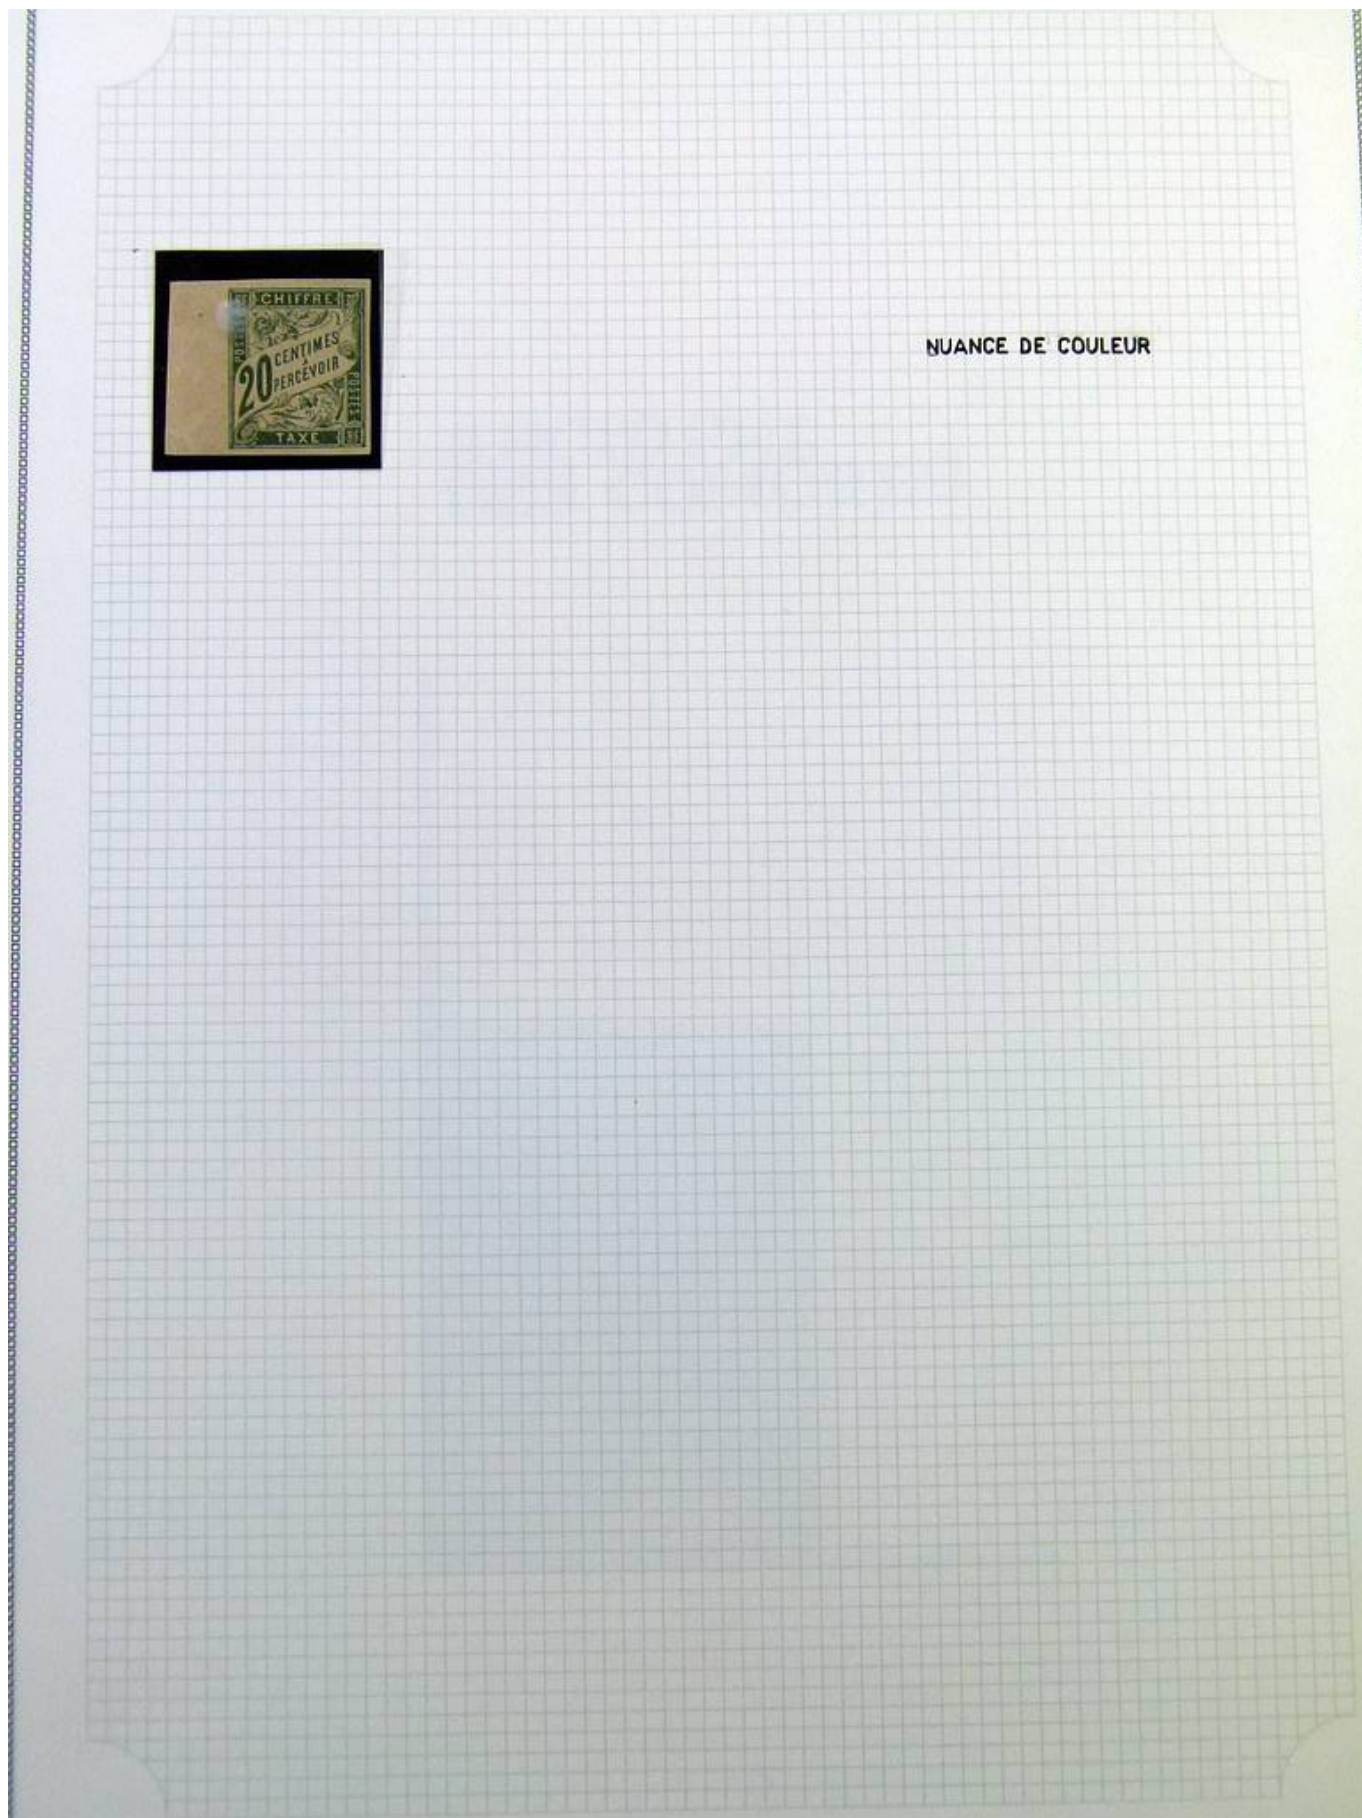 CHIFFRE
POSTES
20 CENTIMES
À
PERCEVOIR
POSTES
TAXE
NUANCE DE COULEUR